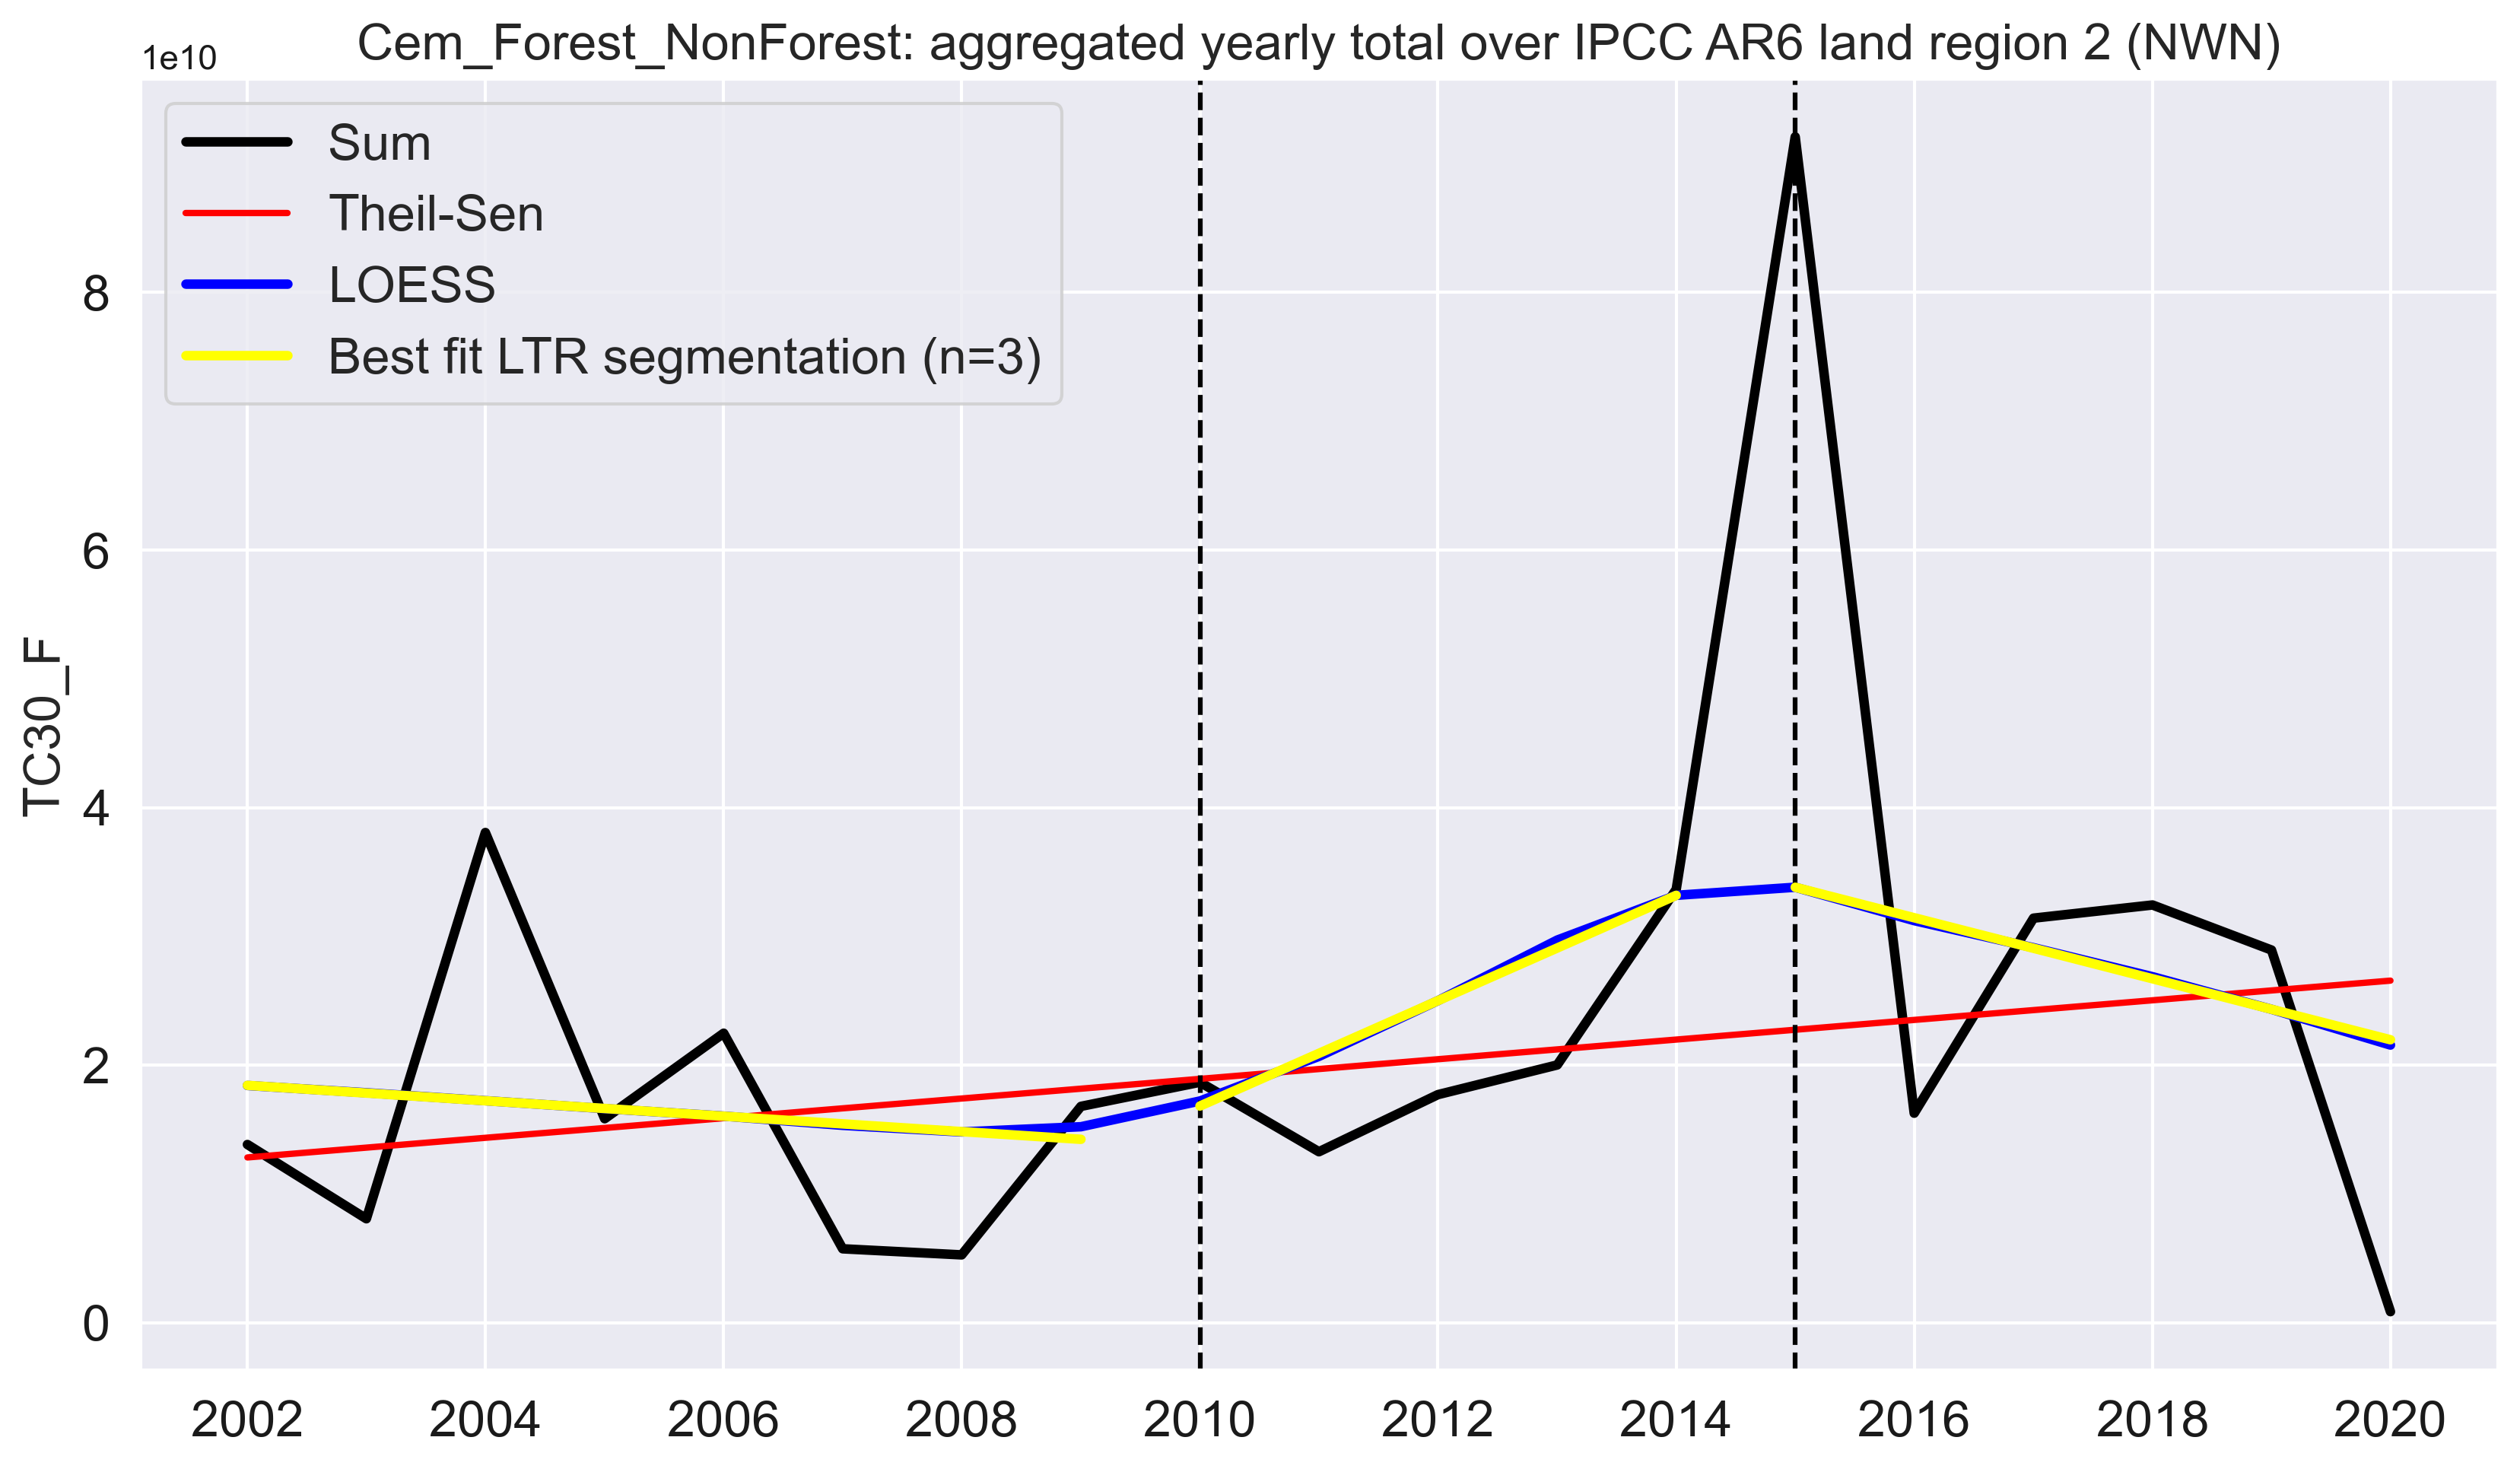 Cem_Forest_NonForest: aggregated yearly total over IPCC AR6 land region 2 (NWN)
1e10
Sum
Theil-Sen
LOESS
Best fit LTR segmentation (n=3)
8
6
4
2
0
TC30_F
2002 2004 2006 2008 2010 2012 2014 2016 2018 2020